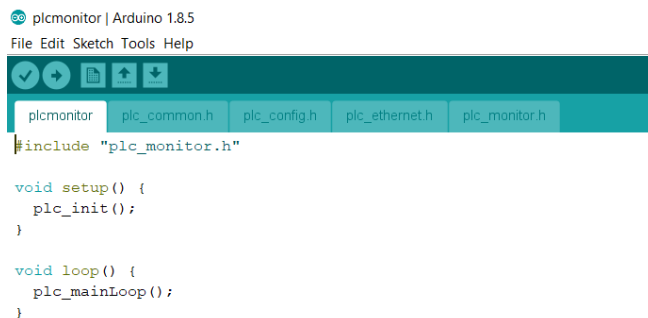 plcmonitor | Arduino 1.8.5
File Edit Sketch Tools Help
plcmonitor plc_common.h plc_config.h plc_ethernet.h plc_monitor.h
#include "plc_monitor.h"
void setup() {
  plc_init();
}
void loop() {
  plc_mainLoop();
}